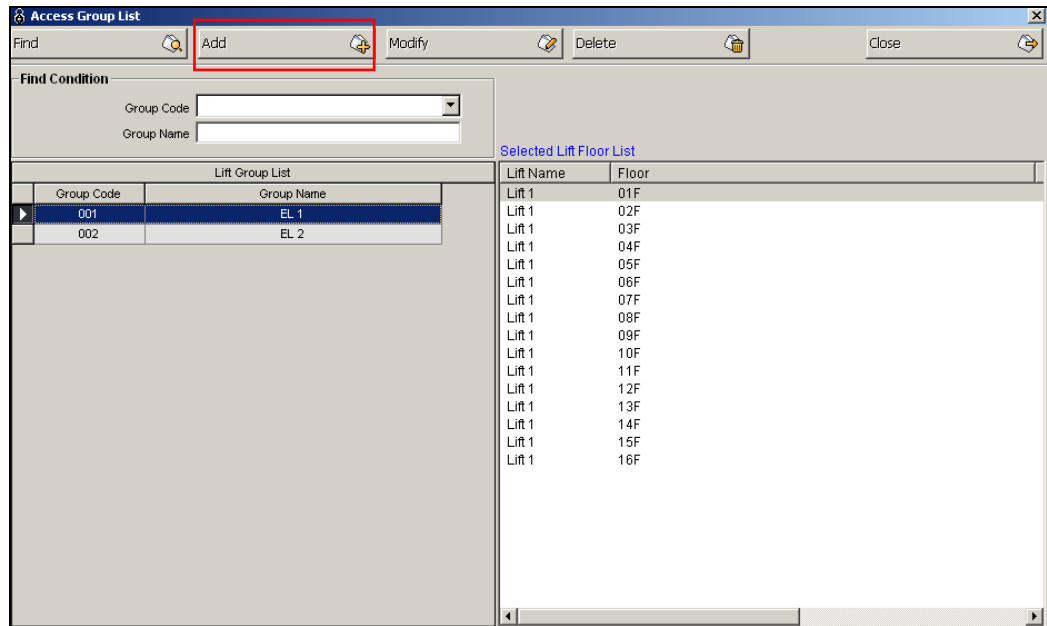 Access Group List
Find Add Modify Delete Close
Find Condition
Group Code
Group Name
Selected Lift Floor List
Lift Group List
Group Code Group Name
001 EL 1
002 EL 2
Lift Name Floor
Lift 1 01F
Lift 1 02F
Lift 1 03F
Lift 1 04F
Lift 1 05F
Lift 1 06F
Lift 1 07F
Lift 1 08F
Lift 1 09F
Lift 1 10F
Lift 1 11F
Lift 1 12F
Lift 1 13F
Lift 1 14F
Lift 1 15F
Lift 1 16F